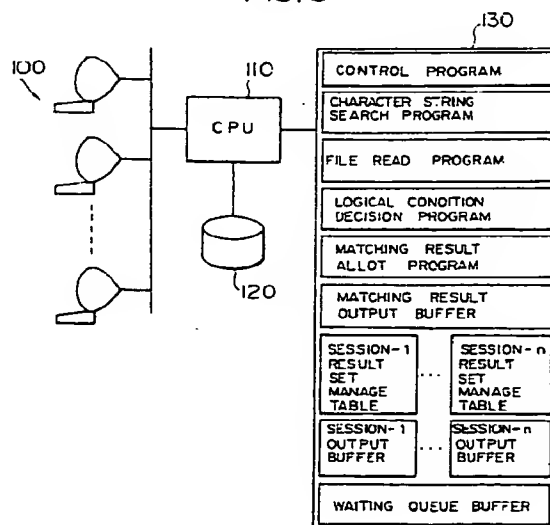 130
100
110
CPU
120
CONTROL PROGRAM
CHARACTER STRING
SEARCH PROGRAM
FILE READ PROGRAM
LOGICAL CONDITION
DECISION PROGRAM
MATCHING RESULT
ALLOT PROGRAM
MATCHING RESULT
OUTPUT BUFFER
SESSION-1
RESULT
SET
MANAGE
TABLE
...
SESSION-n
RESULT
SET
MANAGE
TABLE
SESSION-1
OUTPUT
BUFFER
...
SESSION-n
OUTPUT
BUFFER
WAITING QUEUE BUFFER